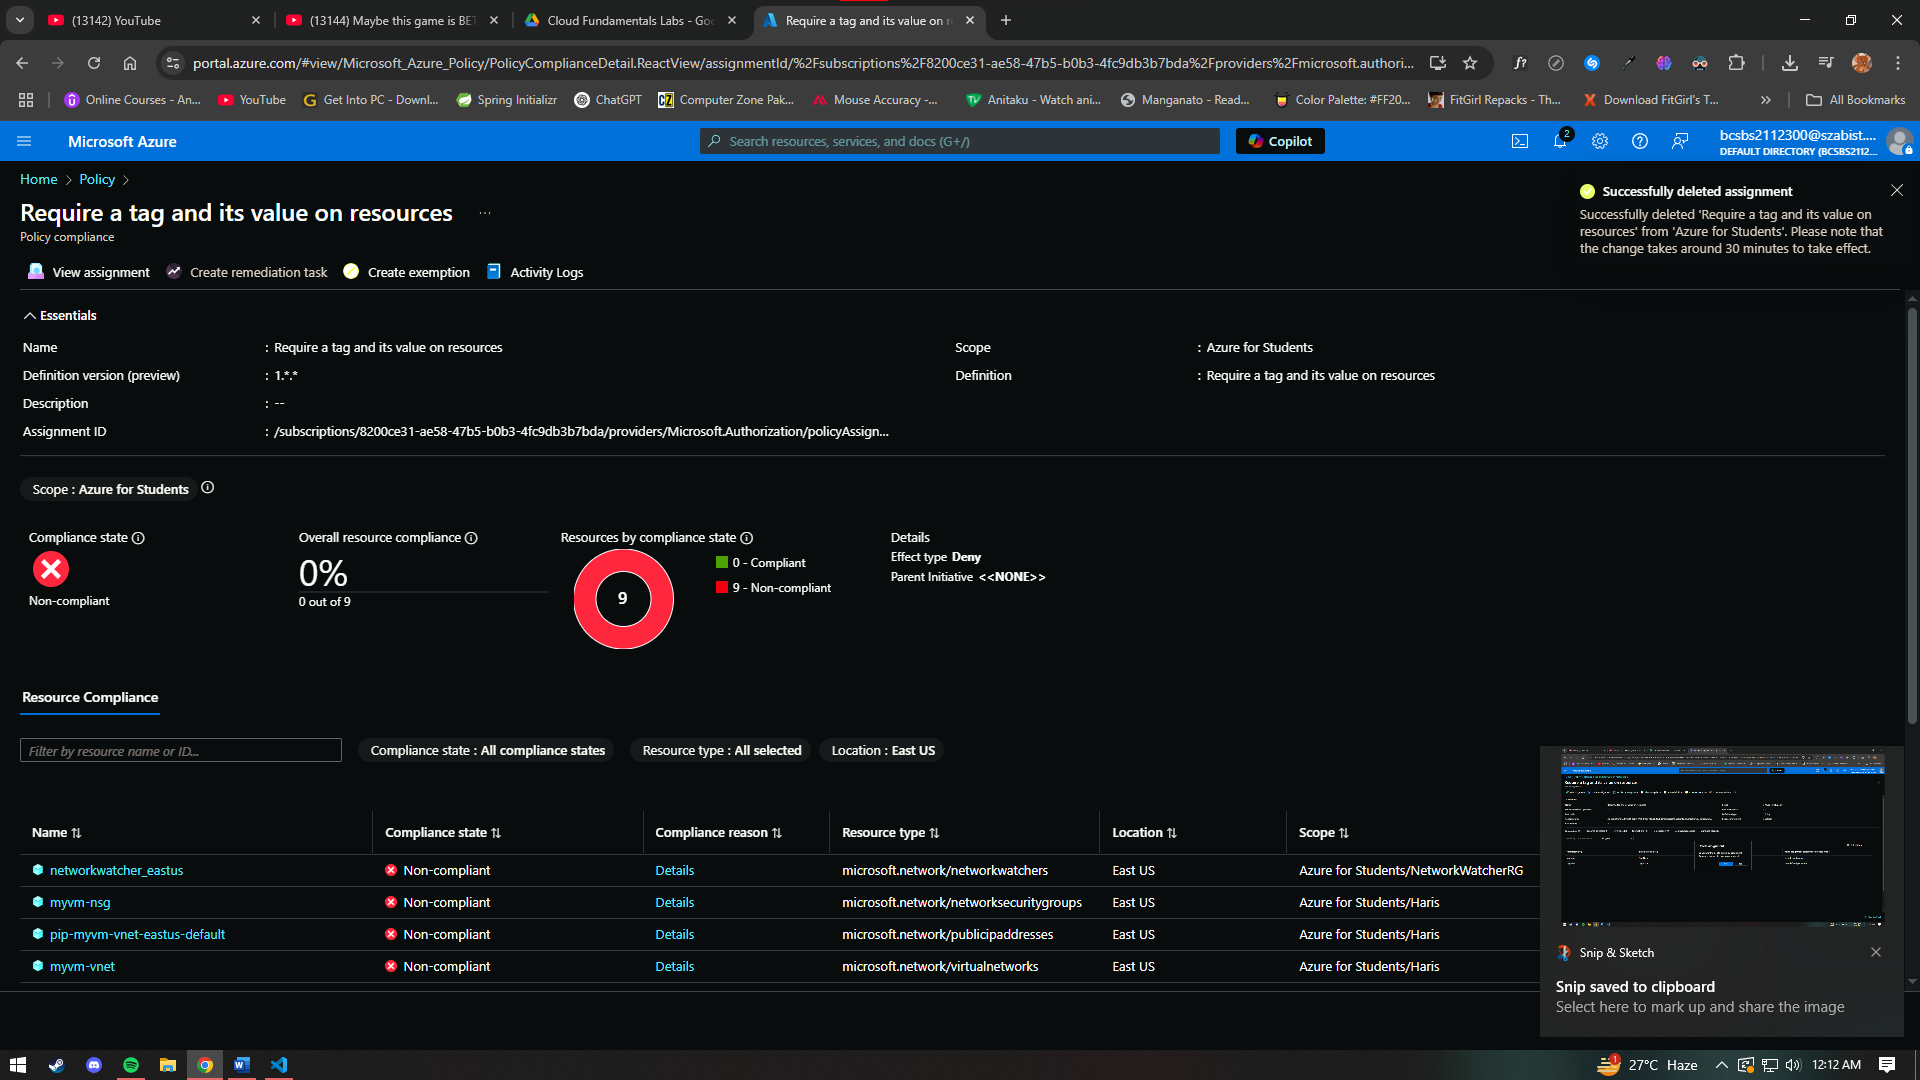 (13142) YouTube
(13144) Maybe this game is BET
Cloud Fundamentals Labs - Goo
Require a tag and its value on re
portal.azure.com/#view/Microsoft_Azure_Policy/PolicyComplianceDetail.ReactView/assignmentId/%2Fsubscriptions%2F8200ce31-ae58-47b5-b0b3-4fc9db3b7bda%2Fproviders%2Fmicrosoft.authori...
Online Courses - An...
YouTube
Get Into PC - Downl...
Spring Initializr
ChatGPT
Computer Zone Pak...
Mouse Accuracy -...
Anitaku - Watch ani...
Manganato - Read...
Color Palette: #FF20...
FitGirl Repacks - Th...
Download FitGirl's T...
All Bookmarks
Microsoft Azure
Search resources, services, and docs (G+/)
Copilot
2
bcsbs2112300@szabist....
DEFAULT DIRECTORY (BCSBS2112...
Home
Policy
Require a tag and its value on resources
...
Policy compliance
Successfully deleted assignment
Successfully deleted 'Require a tag and its value on
resources' from 'Azure for Students'. Please note that
the change takes around 30 minutes to take effect.
View assignment
Create remediation task
Create exemption
Activity Logs
Essentials
Name : Require a tag and its value on resources
Scope : Azure for Students
Definition version (preview) : 1.*.*
Definition : Require a tag and its value on resources
Description : --
Assignment ID : /subscriptions/8200ce31-ae58-47b5-b0b3-4fc9db3b7bda/providers/Microsoft.Authorization/policyAssign...
Scope : Azure for Students
Compliance state
Non-compliant
Overall resource compliance
0%
0 out of 9
Resources by compliance state
9
0 - Compliant
9 - Non-compliant
Details
Effect type Deny
Parent Initiative <<NONE>>
Resource Compliance
Filter by resource name or ID...
Compliance state : All compliance states
Resource type : All selected
Location : East US
Name Compliance state Compliance reason Resource type Location Scope
networkwatcher_eastus Non-compliant Details microsoft.network/networkwatchers East US Azure for Students/NetworkWatcherRG
myvm-nsg Non-compliant Details microsoft.network/networksecuritygroups East US Azure for Students/Haris
pip-myvm-vnet-eastus-default Non-compliant Details microsoft.network/publicipaddresses East US Azure for Students/Haris
myvm-vnet Non-compliant Details microsoft.network/virtualnetworks East US Azure for Students/Haris
Snip & Sketch
Snip saved to clipboard
Select here to mark up and share the image
1
27°C Haze
12:12 AM